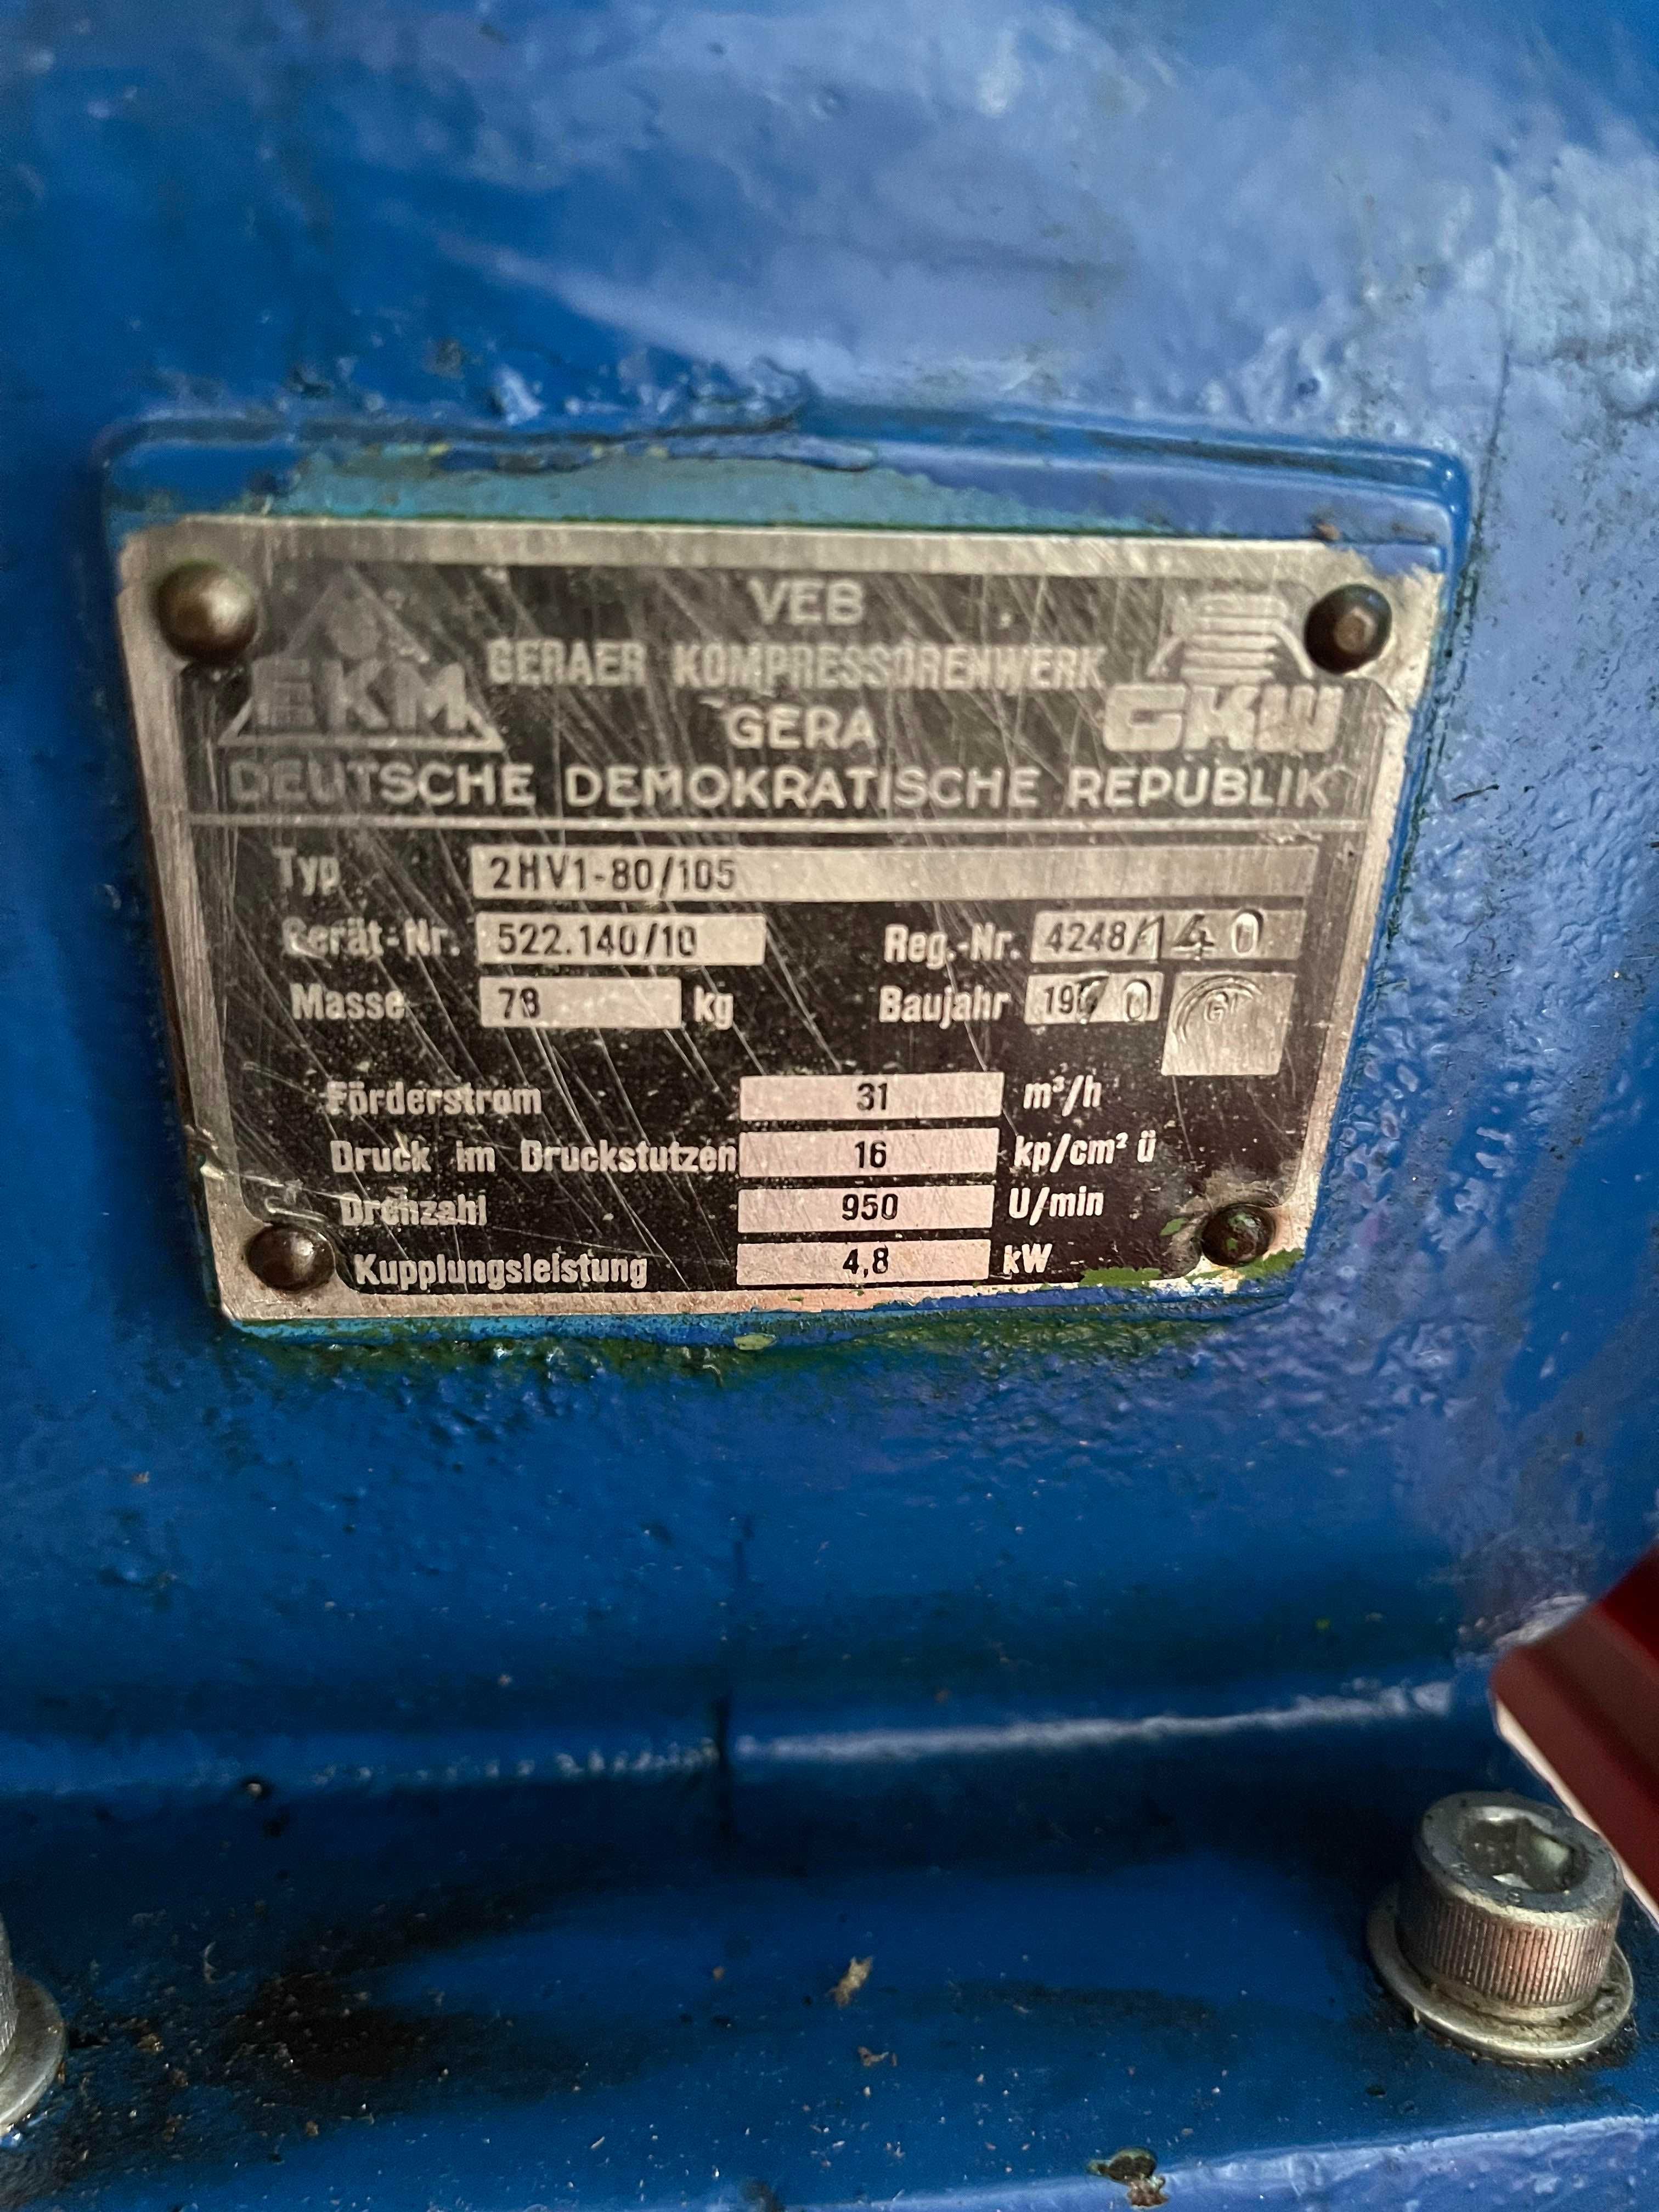 VEB
EKM GERAER KOMPRESSORENWERK GKW
GERA
DEUTSCHE DEMOKRATISCHE REPUBLIK
Typ 2HV1-80/105
Gerät-Nr. 522.140/10 Reg.-Nr. 4248/140
Masse 78 kg Baujahr
Förderstrom 31 m³/h
Druck im Druckstutzen 16 kp/cm² ü
Drehzahl 950 U/min
Kupplungsleistung 4,8 kW